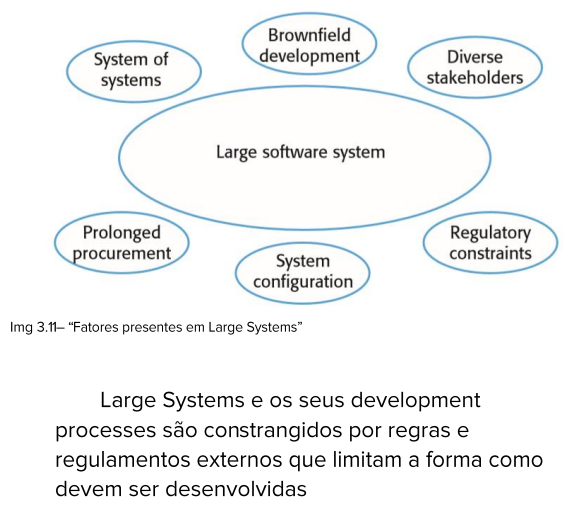 Brownfield
development
System of
systems
Diverse
stakeholders
Large software system
Prolonged
procurement
System
configuration
Regulatory
constraints
Img 3.11– “Fatores presentes em Large Systems”
Large Systems e os seus development
processes são constrangidos por regras e
regulamentos externos que limitam a forma como
devem ser desenvolvidas